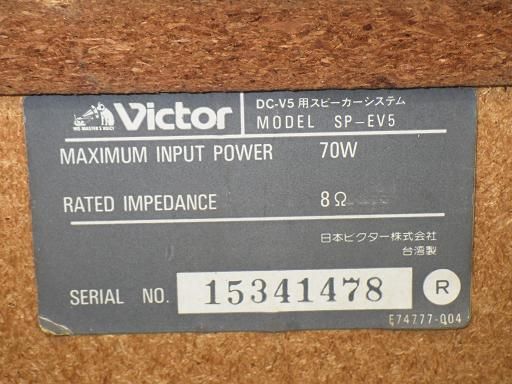 HIS MASTER'S VOICE
Victor
DC-V5用スピーカーシステム
MODEL SP-EV5
MAXIMUM INPUT POWER 70W
RATED IMPEDANCE 8Ω
日本ビクター株式会社
台湾製
SERIAL NO. 15341478 R
E74777-004